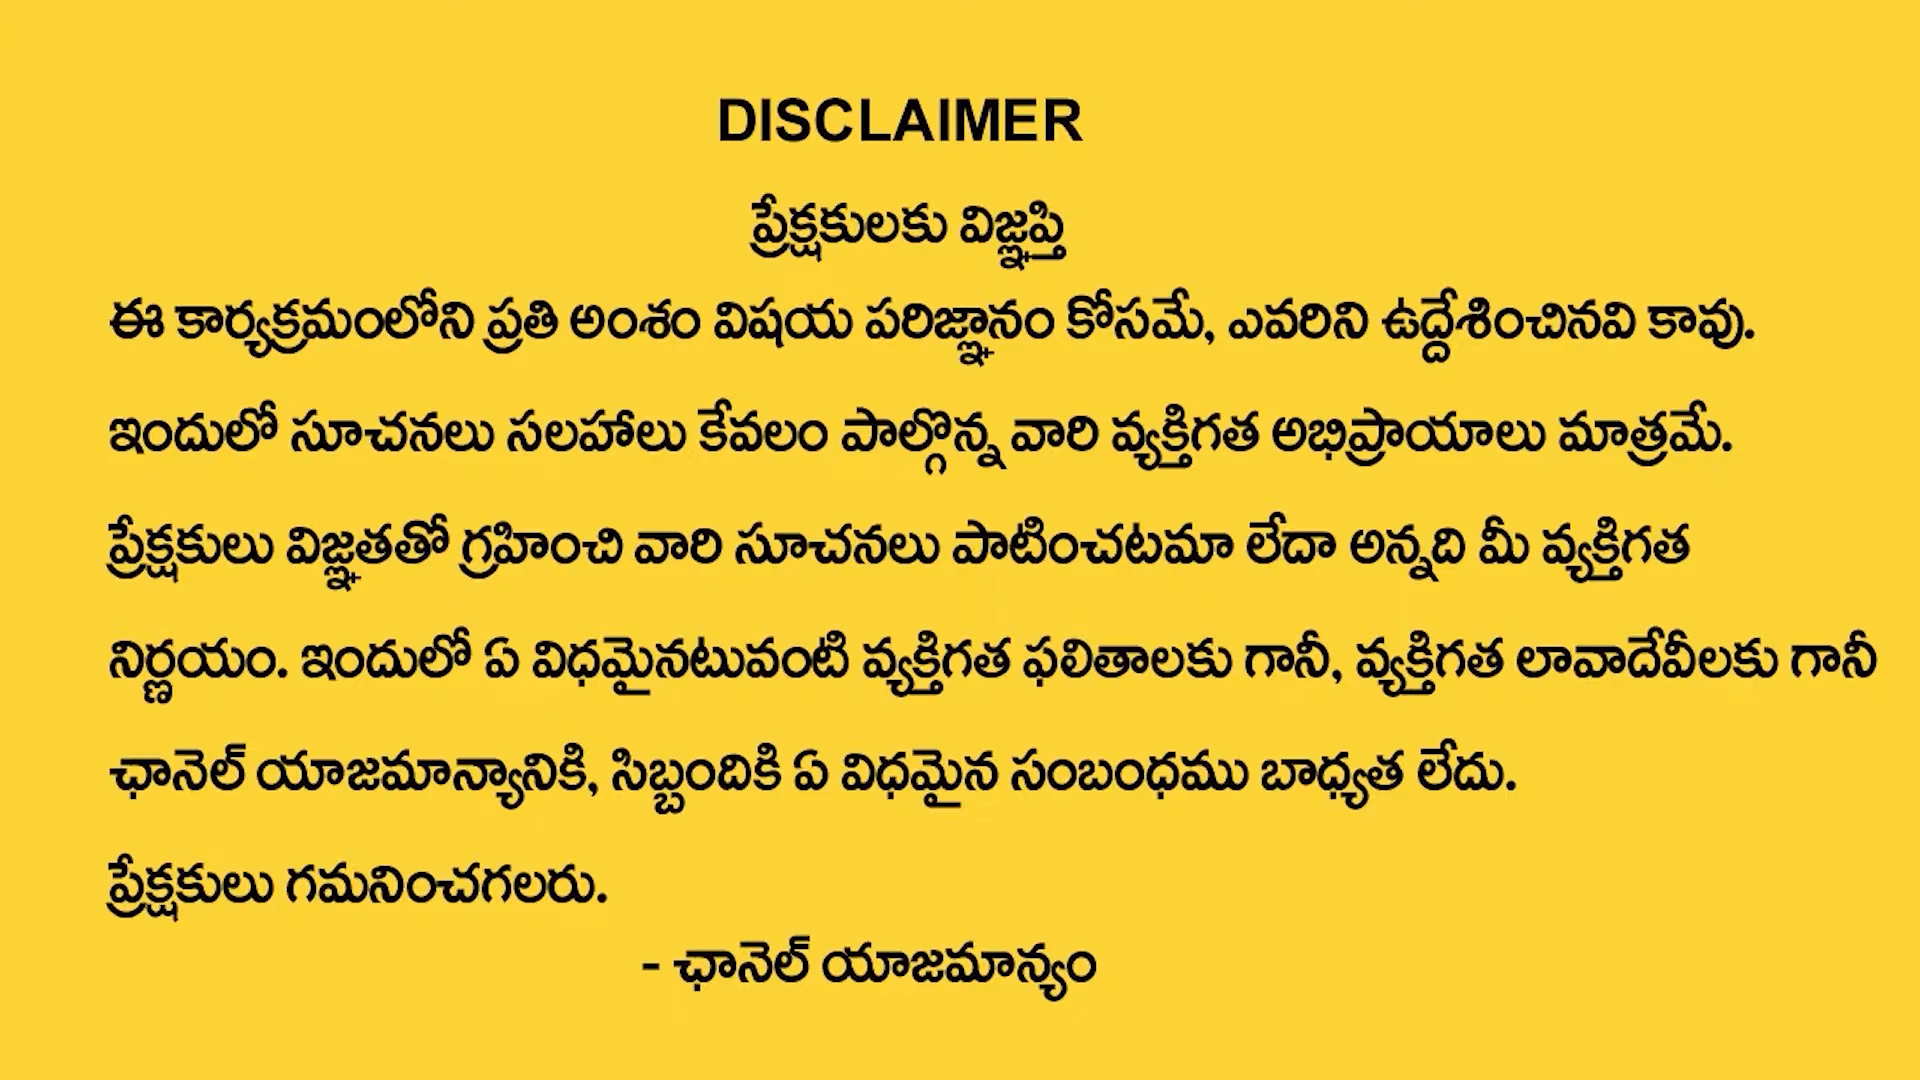 DISCLAIMER
ప్రేక్షకులకు విజ్ఞప్తి
ఈ కార్యక్రమంలోని ప్రతి అంశం విషయ పరిజ్ఞానం కోసమే, ఎవరిని ఉద్దేశించినవి కావు.
ఇందులో సూచనలు సలహాలు కేవలం పాల్గొన్న వారి వ్యక్తిగత అభిప్రాయాలు మాత్రమే.
ప్రేక్షకులు విజ్ఞతతో గ్రహించి వారి సూచనలు పాటించటమా లేదా అన్నది మీ వ్యక్తిగత
నిర్ణయం. ఇందులో ఏ విధమైనటువంటి వ్యక్తిగత ఫలితాలకు గానీ, వ్యక్తిగత లావాదేవీలకు గానీ
ఛానెల్ యాజమాన్యానికి, సిబ్బందికి ఏ విధమైన సంబంధము బాధ్యత లేదు.
ప్రేక్షకులు గమనించగలరు.
- ఛానెల్ యాజమాన్యం